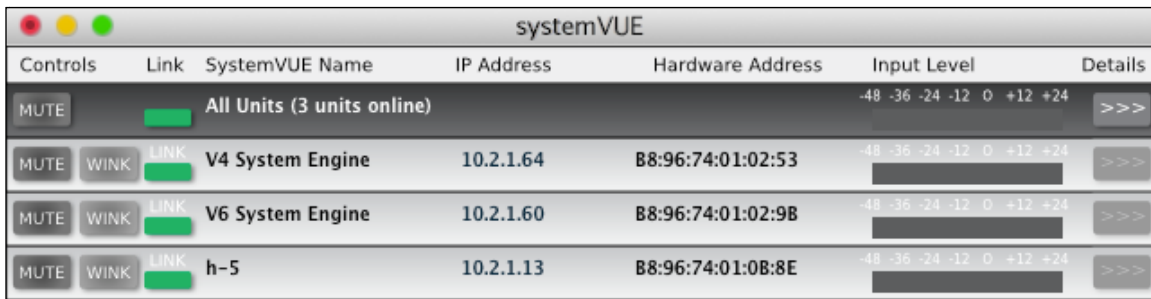 systemVUE
Controls Link SystemVUE Name IP Address Hardware Address Input Level Details
MUTE All Units (3 units online) -48 -36 -24 -12 0 +12 +24 >>>
MUTE WINK LINK V4 System Engine 10.2.1.64 B8:96:74:01:02:53 -48 -36 -24 -12 0 +12 +24 >>>
MUTE WINK LINK V6 System Engine 10.2.1.60 B8:96:74:01:02:9B -48 -36 -24 -12 0 +12 +24 >>>
MUTE WINK LINK h-5 10.2.1.13 B8:96:74:01:0B:8E -48 -36 -24 -12 0 +12 +24 >>>